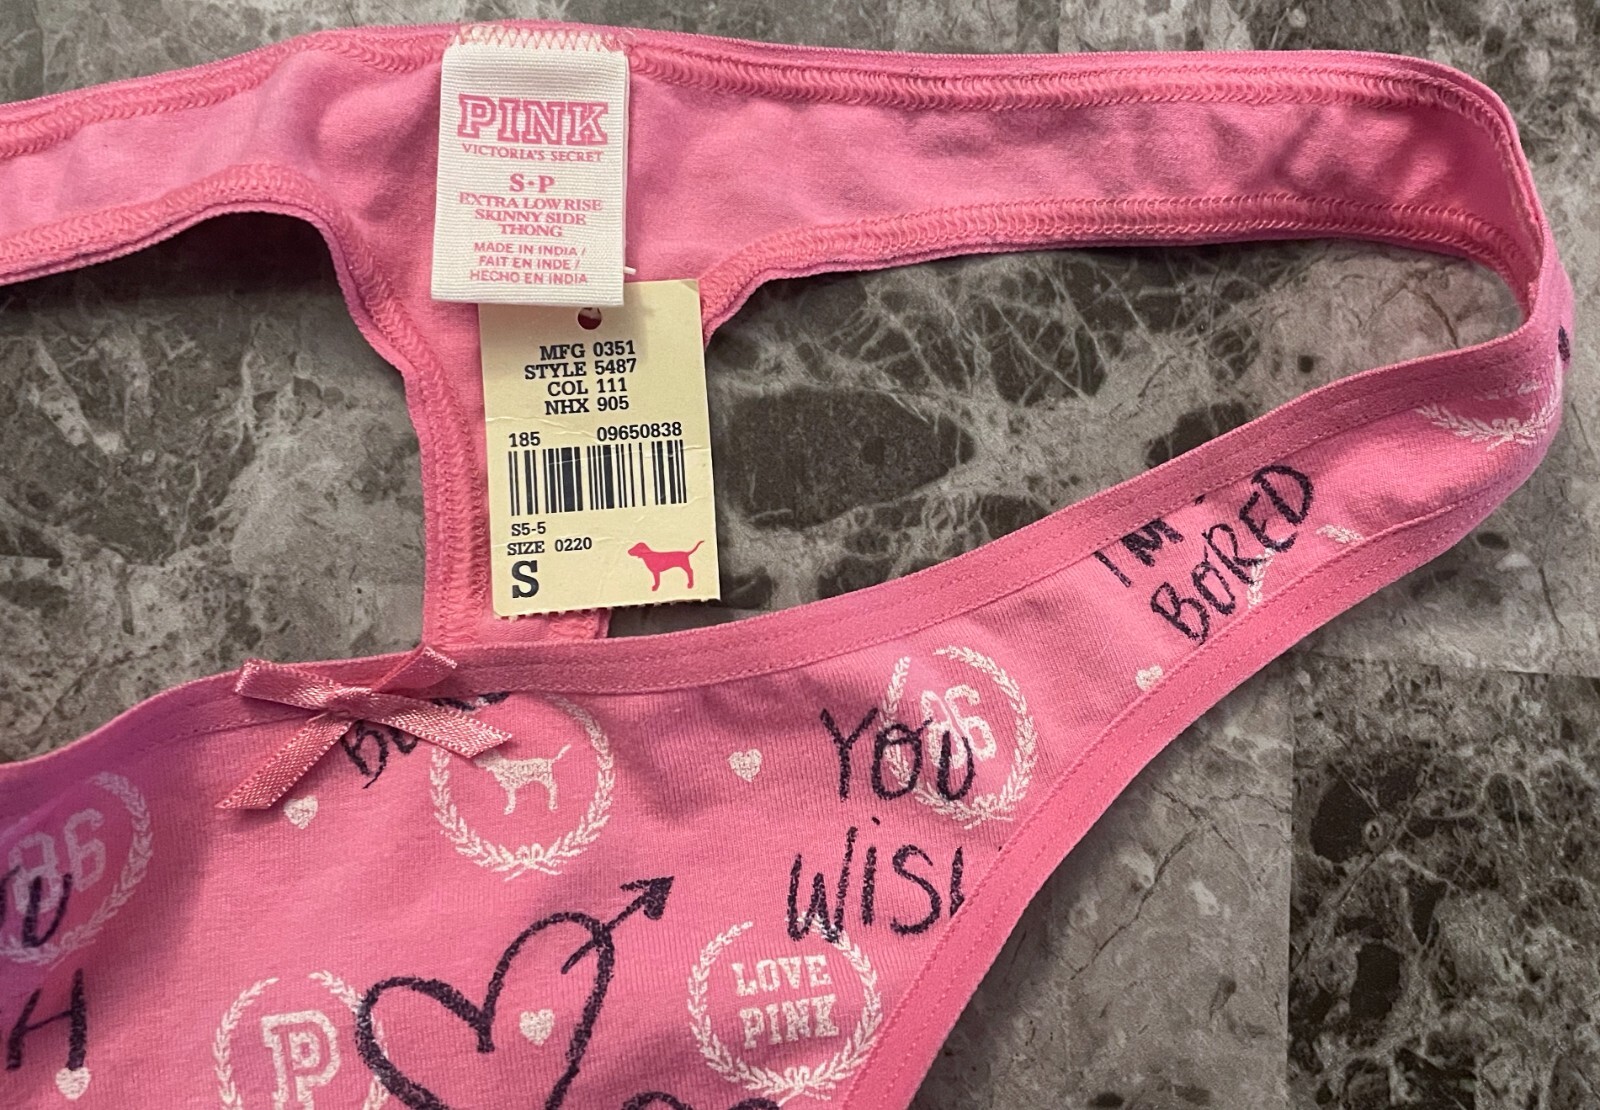 PINK
VICTORIA'S SECRET
S•P
EXTRA LOW RISE
SKINNY SIDE
THONG
MADE IN INDIA /
FAIT EN INDE /
HECHO EN INDIA
MFG 0351
STYLE 5487
COL 111
NHX 905
185 09650838
S5-5
SIZE 0220
S
I'M
BORED
86
YOU
WISH
86
LOVE
PINK
P